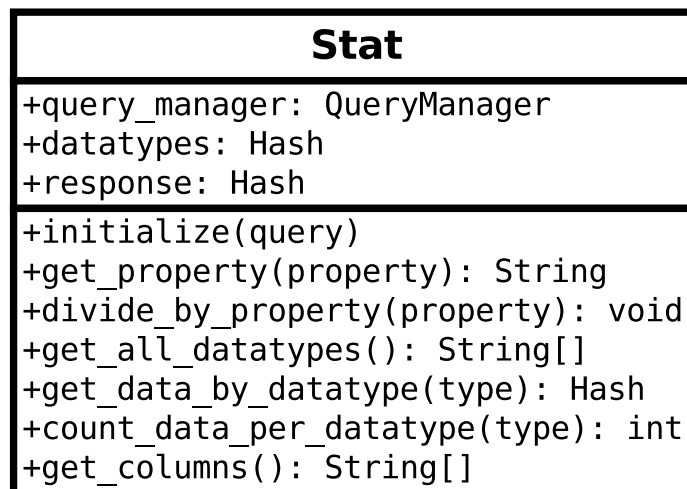 Stat
+query_manager: QueryManager
+datatypes: Hash
+response: Hash
+initialize(query)
+get_property(property): String
+divide_by_property(property): void
+get_all_datatypes(): String[]
+get_data_by_datatype(type): Hash
+count_data_per_datatype(type): int
+get_columns(): String[]